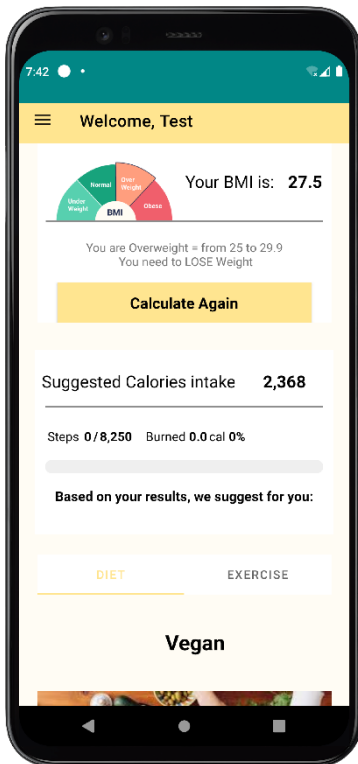 7:42
Welcome, Test
Under Weight
Normal
Over Weight
Obese
BMI
Your BMI is: 27.5
You are Overweight = from 25 to 29.9
You need to LOSE Weight
Calculate Again
Suggested Calories intake 2,368
Steps 0/8,250 Burned 0.0 cal 0%
Based on your results, we suggest for you:
DIET EXERCISE
Vegan